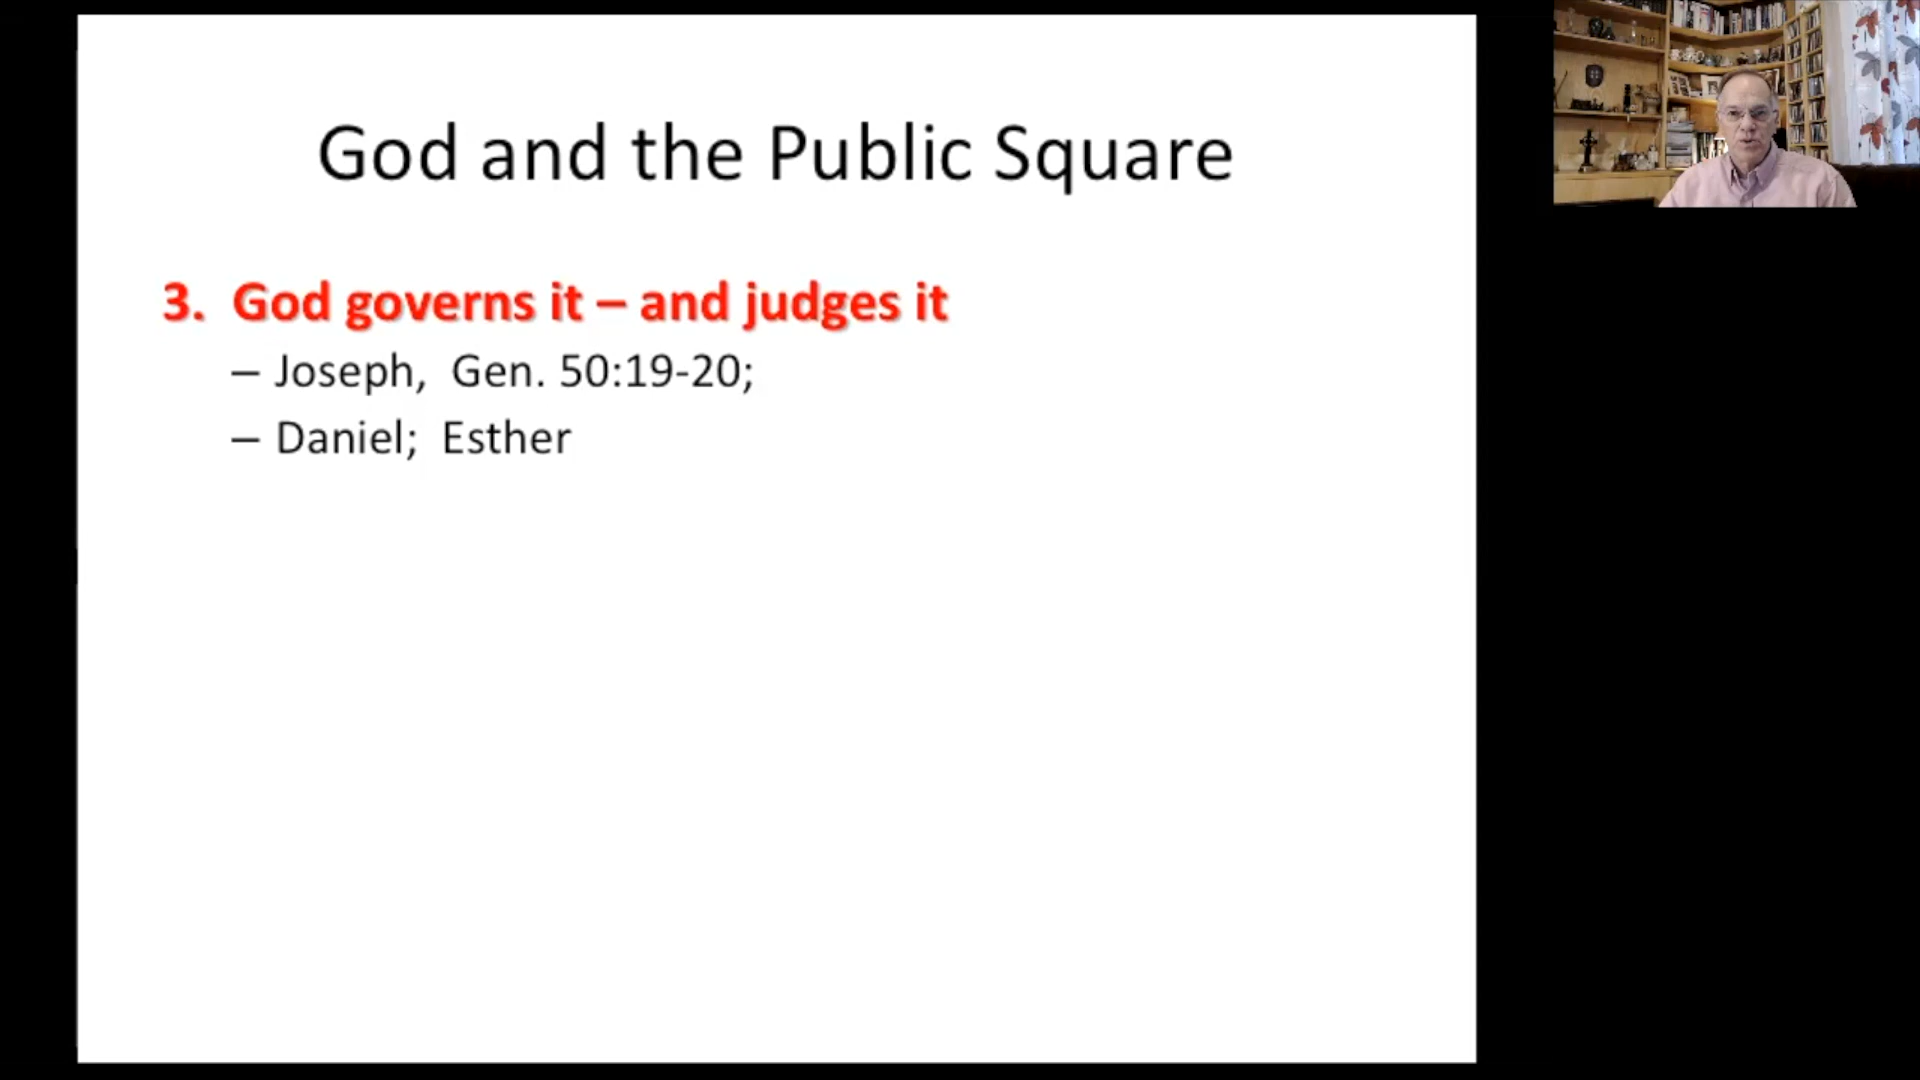 God and the Public Square
3. God governs it – and judges it
– Joseph, Gen. 50:19-20;
– Daniel; Esther